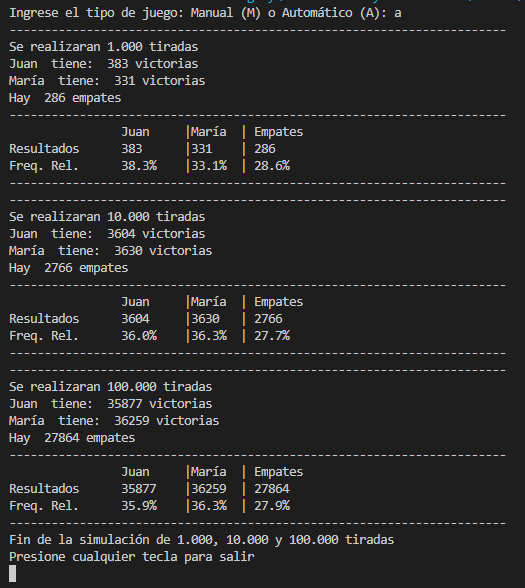 Ingrese el tipo de juego: Manual (M) o Automático (A): a
-----------------------------------------------------------------------
Se realizaran 1.000 tiradas
Juan  tiene:  383 victorias
María  tiene:  331 victorias
Hay  286 empates
-----------------------------------------------------------------------
                Juan     |María  | Empates
Resultados      383      |331    | 286
Freq. Rel.      38.3%    |33.1%  | 28.6%
-----------------------------------------------------------------------
-----------------------------------------------------------------------
Se realizaran 10.000 tiradas
Juan  tiene:  3604 victorias
María  tiene:  3630 victorias
Hay  2766 empates
-----------------------------------------------------------------------
                Juan     |María  | Empates
Resultados      3604     |3630   | 2766
Freq. Rel.      36.0%    |36.3%  | 27.7%
-----------------------------------------------------------------------
-----------------------------------------------------------------------
Se realizaran 100.000 tiradas
Juan  tiene:  35877 victorias
María  tiene:  36259 victorias
Hay  27864 empates
-----------------------------------------------------------------------
                Juan     |María  | Empates
Resultados      35877    |36259  | 27864
Freq. Rel.      35.9%    |36.3%  | 27.9%
-----------------------------------------------------------------------
Fin de la simulación de 1.000, 10.000 y 100.000 tiradas
Presione cualquier tecla para salir